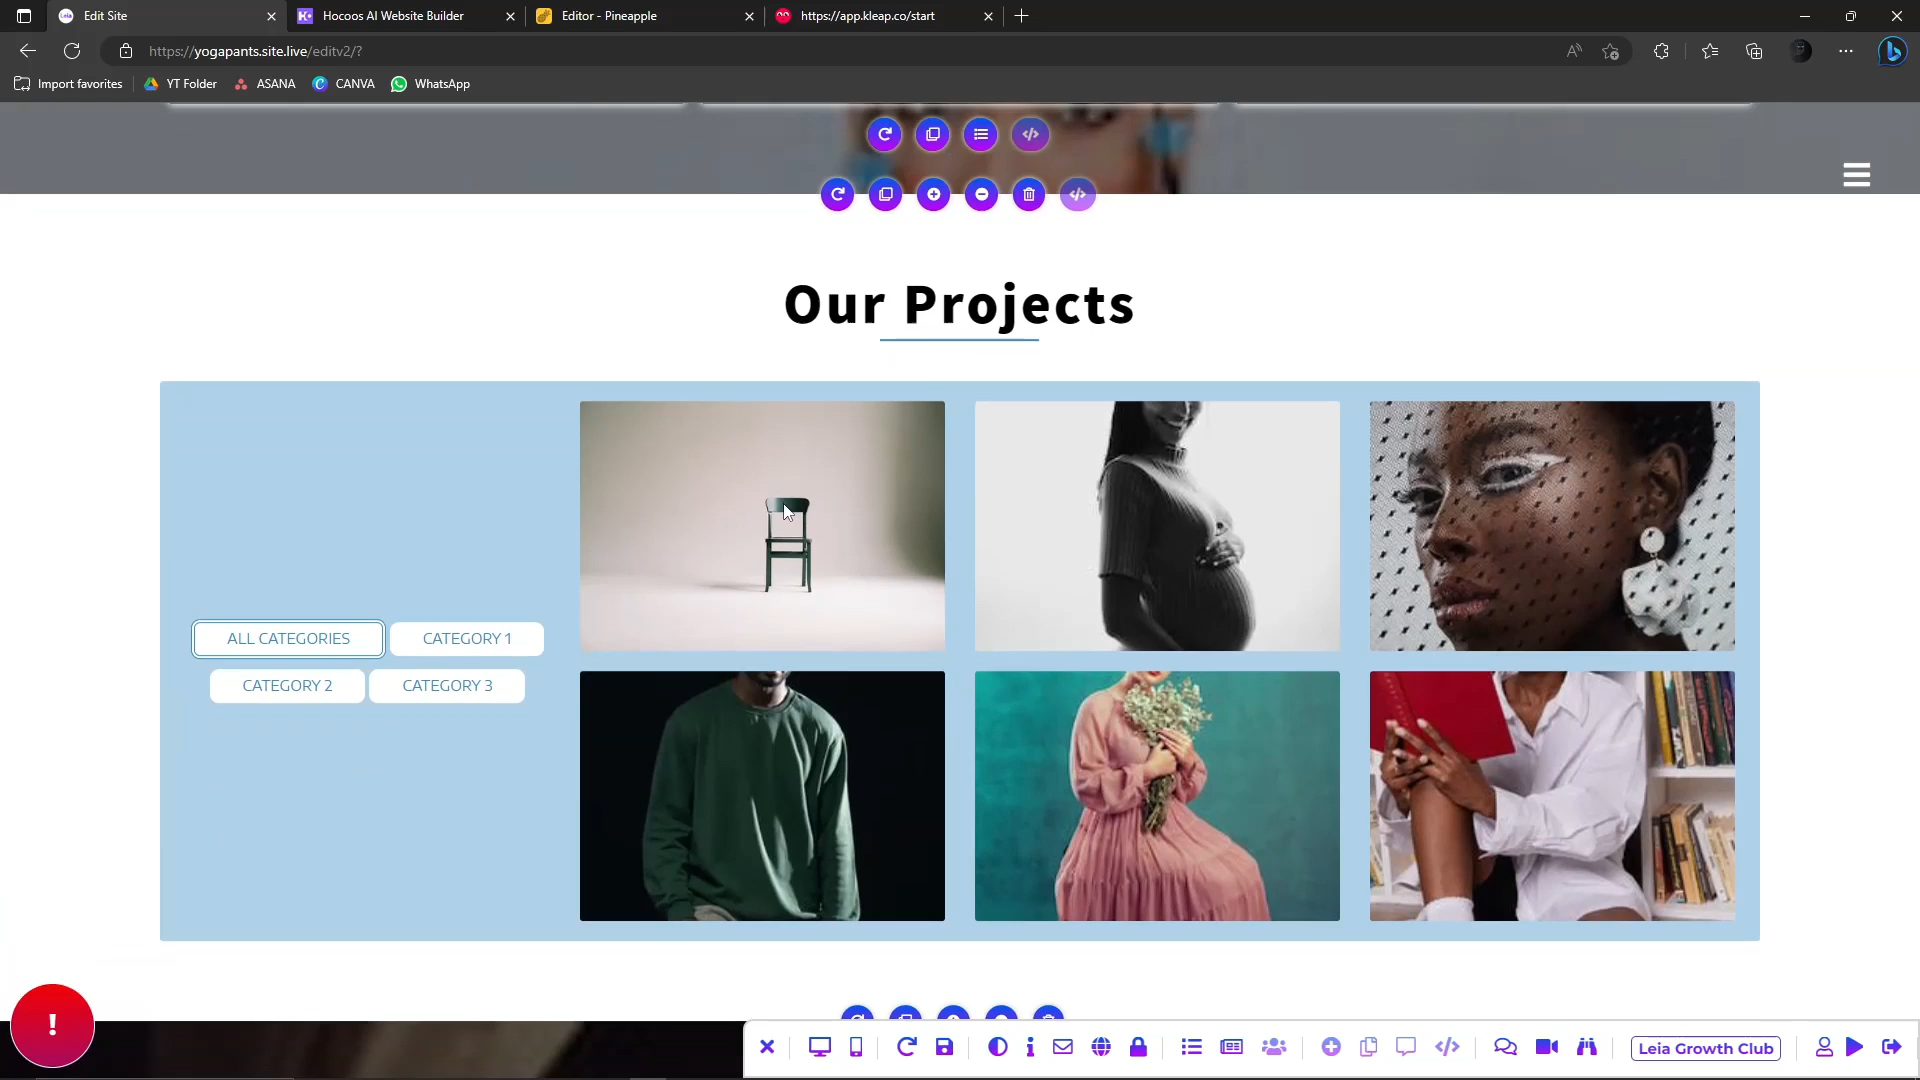 Edit Site
Hocoos AI Website Builder
Editor - Pineapple
https://app.kleap.co/start
https://yogapants.site.live/editv2/?
Import favorites
YT Folder
ASANA
CANVA
WhatsApp
Our Projects
ALL CATEGORIES
CATEGORY 1
CATEGORY 2
CATEGORY 3
!
Leia Growth Club